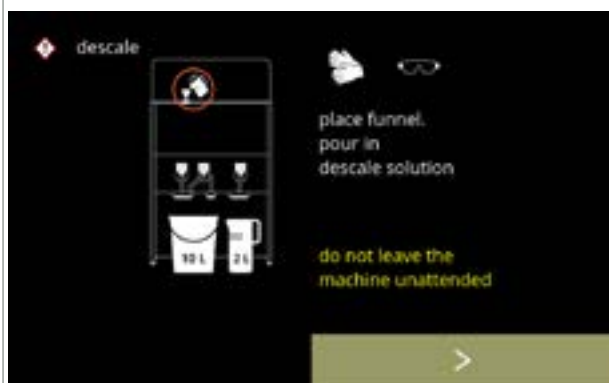 descale
place funnel.
pour in
descale solution
10 L
2 L
do not leave the
machine unattended